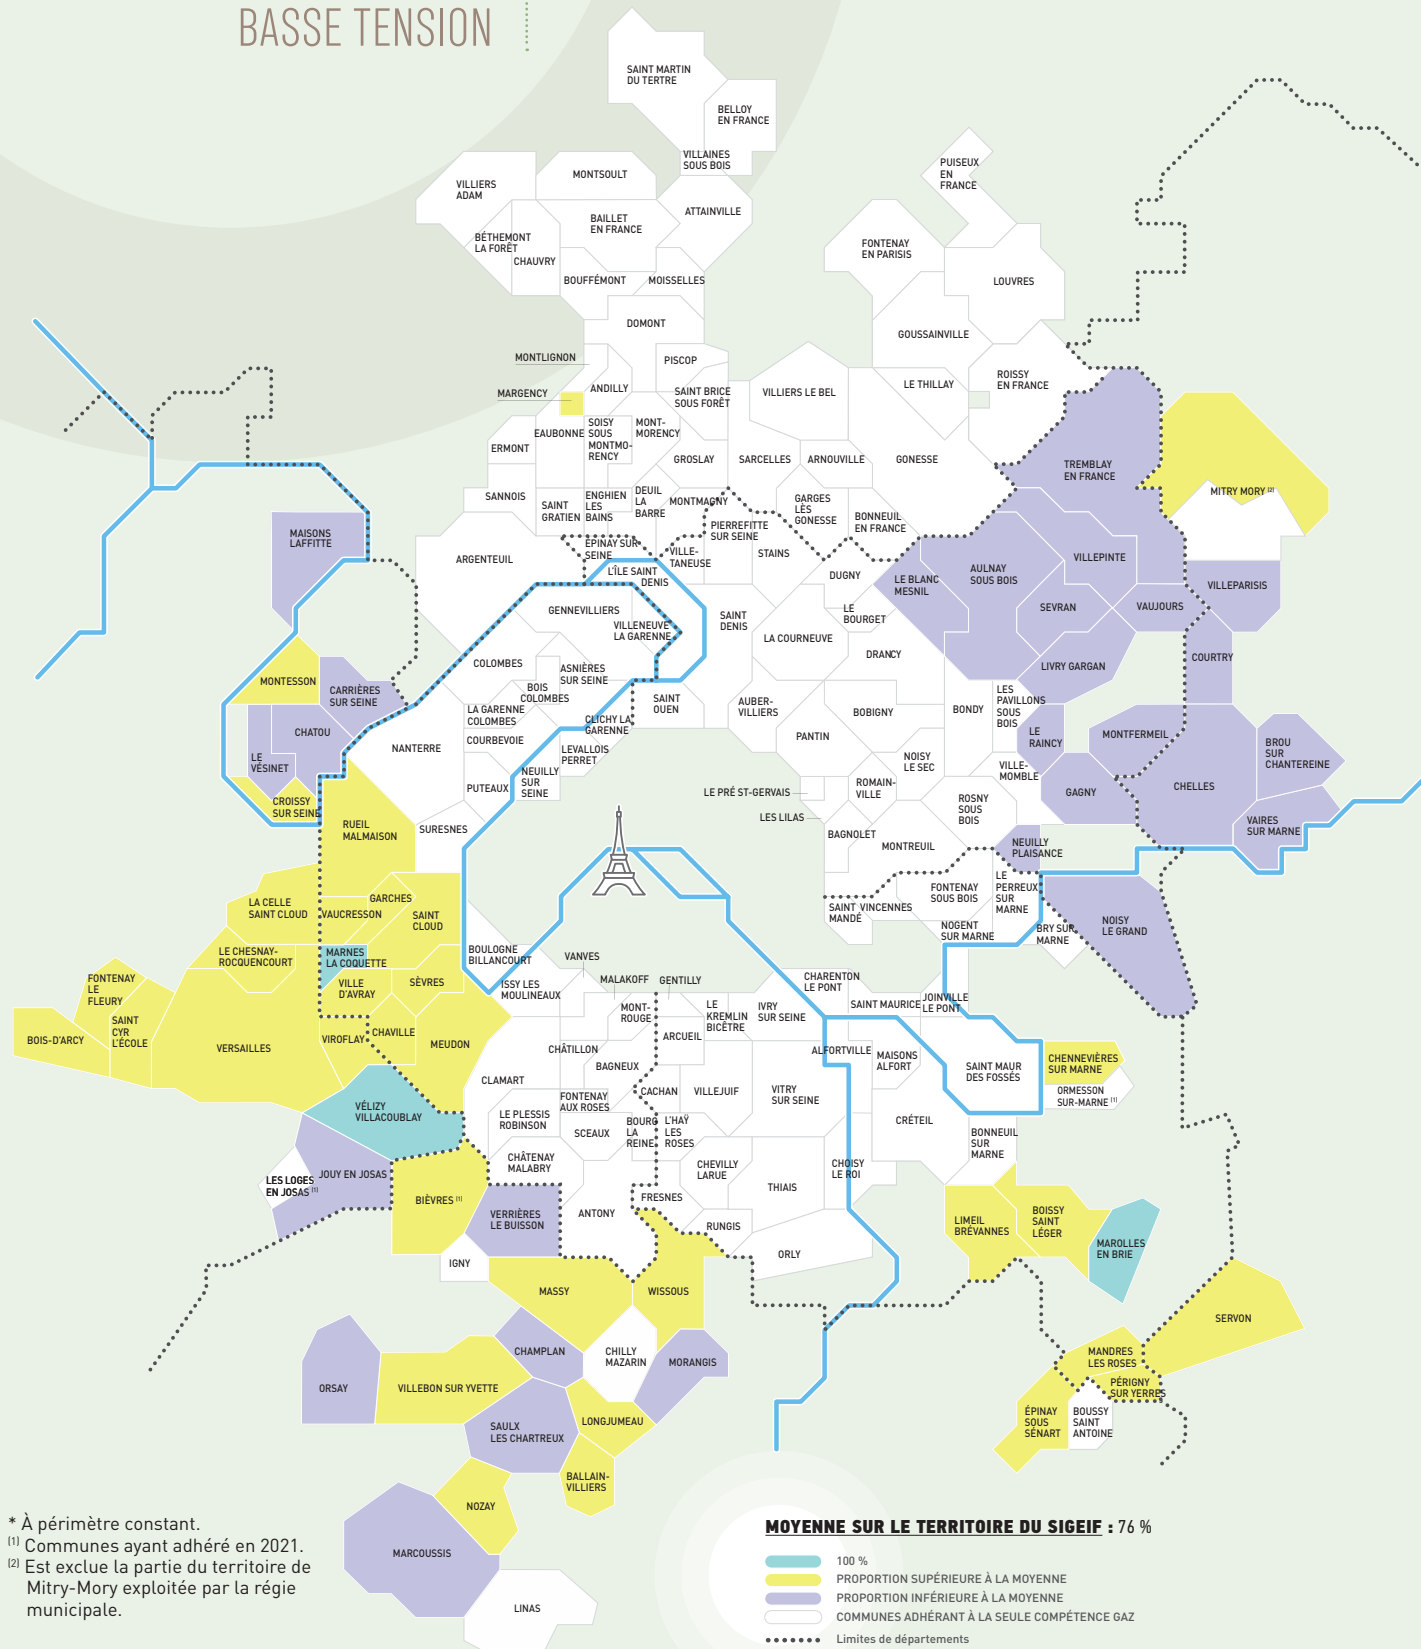 BASSE TENSION
SAINT MARTIN
DU TERTRE
BELLOY
EN FRANCE
VILLAINES
SOUS BOIS
PUISEUX
EN
FRANCE
MONTSOULT
VILLIERS
ADAM
ATTAINVILLE
BAILLET
EN FRANCE
BÉTHEMONT
LA FORÊT
CHAUVRY
FONTENAY
EN PARISIS
BOUFFÉMONT
MOISSELLES
LOUVRES
DOMONT
GOUSSAINVILLE
MONTLIGNON
PISCOP
ROISSY
EN FRANCE
MARGENCY
ANDILLY
SAINT BRICE
SOUS FORÊT
VILLIERS LE BEL
LE THILLAY
EAUBONNE
SOISY
SOUS
MONTMO-
RENCY
MONT-
MORENCY
ERMONT
GROSLAY
SARCELLES
ARNOUVILLE
GONESSE
TREMBLAY
EN FRANCE
MITRY MORY (2)
SANNOIS
SAINT
GRATIEN
ENGHIEN
LES
BAINS
DEUIL
LA
BARRE
MONTMAGNY
GARGES
LÈS
GONESSE
BONNEUIL
EN FRANCE
PIERREFITTE
SUR SEINE
MAISONS
LAFFITTE
ARGENTEUIL
ÉPINAY SUR
SEINE
VILLE-
TANEUSE
STAINS
L'ÎLE SAINT
DENIS
DUGNY
LE BLANC
MESNIL
AULNAY
SOUS BOIS
VILLEPINTE
VILLEPARISIS
GENNEVILLIERS
VILLENEUVE
LA GARENNE
SAINT
DENIS
LE
BOURGET
SEVRAN
VAUJOURS
LA COURNEUVE
DRANCY
LIVRY GARGAN
COURTRY
COLOMBES
ASNIÈRES
SUR SEINE
BOIS
COLOMBES
MONTESSON
CARRIÈRES
SUR SEINE
LA GARENNE
COLOMBES
CLICHY LA
GARENNE
SAINT
OUEN
AUBER-
VILLIERS
BOBIGNY
BONDY
LES
PAVILLONS
SOUS
BOIS
CHATOU
NANTERRE
COURBEVOIE
LEVALLOIS
PERRET
PANTIN
LE
RAINCY
MONTFERMEIL
BROU
SUR
CHANTEREINE
LE
VÉSINET
NOISY
LE SEC
VILLE-
MOMBLE
PUTEAUX
NEUILLY
SUR
SEINE
LE PRÉ ST-GERVAIS
ROMAIN-
VILLE
GAGNY
CHELLES
CROISSY
SUR SEINE
ROSNY
SOUS
BOIS
LES LILAS
RUEIL
MALMAISON
SURESNES
BAGNOLET
MONTREUIL
NEUILLY
PLAISANCE
VAIRES
SUR MARNE
LA CELLE
SAINT CLOUD
GARCHES
VAUCRESSON
SAINT
CLOUD
FONTENAY
SOUS BOIS
LE
PERREUX
SUR
MARNE
SAINT
MANDÉ
VINCENNES
NOGENT
SUR MARNE
BRY SUR
MARNE
NOISY
LE GRAND
LE CHESNAY-
ROCQUENCOURT
MARNES
LA COQUETTE
BOULOGNE
BILLANCOURT
VANVES
FONTENAY
LE
FLEURY
VILLE
D'AVRAY
SÈVRES
ISSY LES
MOULINEAUX
MALAKOFF
GENTILLY
CHARENTON
LE PONT
SAINT MAURICE
JOINVILLE
LE PONT
SAINT
CYR
L'ÉCOLE
MONT-
ROUGE
LE
KREMLIN
BICÊTRE
IVRY
SUR SEINE
BOIS-D'ARCY
VERSAILLES
VIROFLAY
CHAVILLE
MEUDON
ARCUEIL
CHÂTILLON
ALFORTVILLE
MAISONS
ALFORT
SAINT MAUR
DES FOSSÉS
CHENNEVIÈRES
SUR MARNE
BAGNEUX
CLAMART
CACHAN
VILLEJUIF
VITRY
SUR SEINE
ORMESSON
SUR-MARNE (1)
FONTENAY
AUX ROSES
VÉLIZY
VILLACOUBLAY
LE PLESSIS
ROBINSON
SCEAUX
BOURG
LA
REINE
L'HAŸ
LES
ROSES
CRÉTEIL
BONNEUIL
SUR
MARNE
CHÂTENAY
MALABRY
CHEVILLY
LARUE
CHOISY
LE ROI
JOUY EN JOSAS
LES LOGES
EN JOSAS (1)
THIAIS
BIÈVRES (1)
FRESNES
VERRIÈRES
LE BUISSON
ANTONY
RUNGIS
LIMEIL
BRÉVANNES
BOISSY
SAINT
LÉGER
MAROLLES
EN BRIE
ORLY
IGNY
MASSY
WISSOUS
SERVON
CHAMPLAN
CHILLY
MAZARIN
MORANGIS
MANDRES
LES ROSES
ORSAY
VILLEBON SUR YVETTE
PÉRIGNY
SUR YERRES
SAULX
LES CHARTREUX
LONGJUMEAU
ÉPINAY
SOUS
SÉNART
BOUSSY
SAINT
ANTOINE
BALLAIN-
VILLIERS
NOZAY
MARCOUSSIS
LINAS
* À périmètre constant.
(1) Communes ayant adhéré en 2021.
(2) Est exclue la partie du territoire de
Mitry-Mory exploitée par la régie
municipale.
MOYENNE SUR LE TERRITOIRE DU SIGEIF : 76 %
100 %
PROPORTION SUPÉRIEURE À LA MOYENNE
PROPORTION INFÉRIEURE À LA MOYENNE
COMMUNES ADHÉRANT À LA SEULE COMPÉTENCE GAZ
Limites de départements